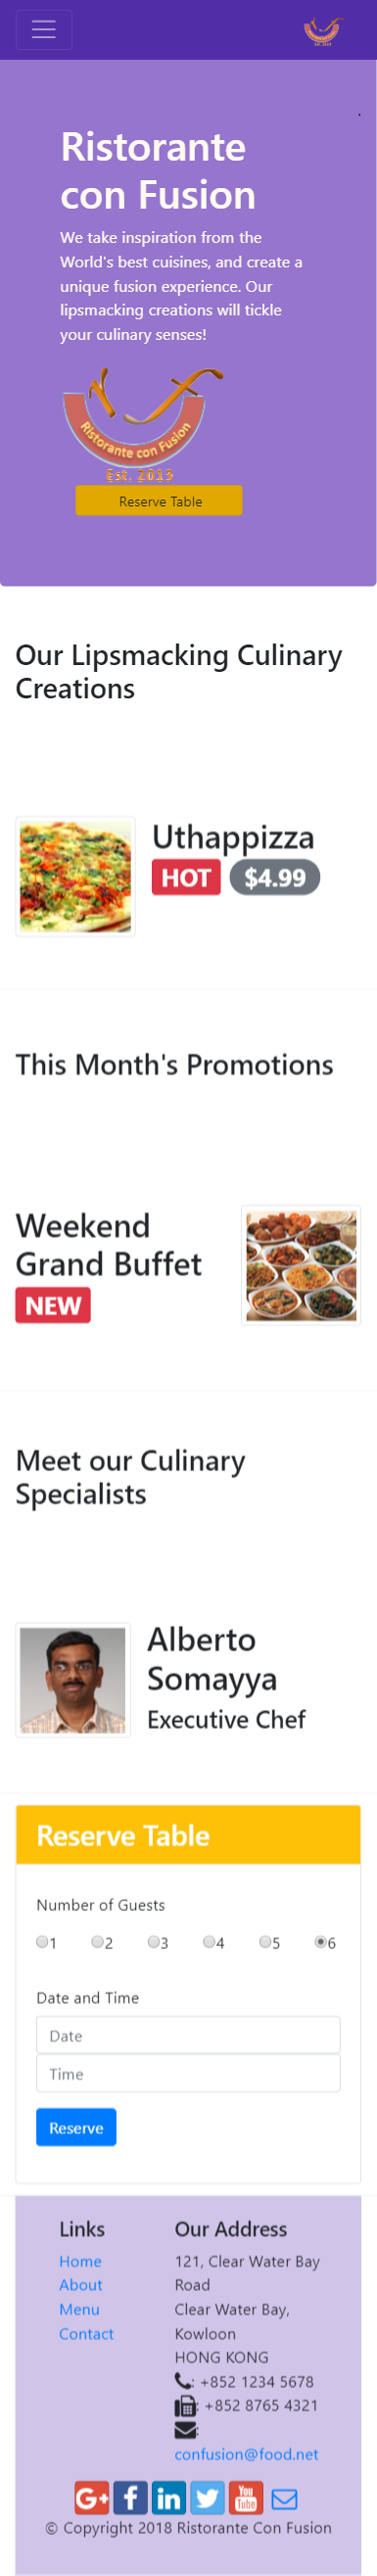 Ristorante
con Fusion
We take inspiration from the
World's best cuisines, and create a
unique fusion experience. Our
lipsmacking creations will tickle
your culinary senses!
Ristorante con Fusion
Est. 2013
Reserve Table
Our Lipsmacking Culinary
Creations
Uthappizza
HOT $4.99
This Month's Promotions
Weekend
Grand Buffet
NEW
Meet our Culinary
Specialists
Alberto
Somayya
Executive Chef
Reserve Table
Number of Guests
1 2 3 4 5 6
Date and Time
Date
Time
Reserve
Links
Home
About
Menu
Contact
Our Address
121, Clear Water Bay
Road
Clear Water Bay,
Kowloon
HONG KONG
: +852 1234 5678
: +852 8765 4321
:
confusion@food.net
G+ f in You Tube
© Copyright 2018 Ristorante Con Fusion